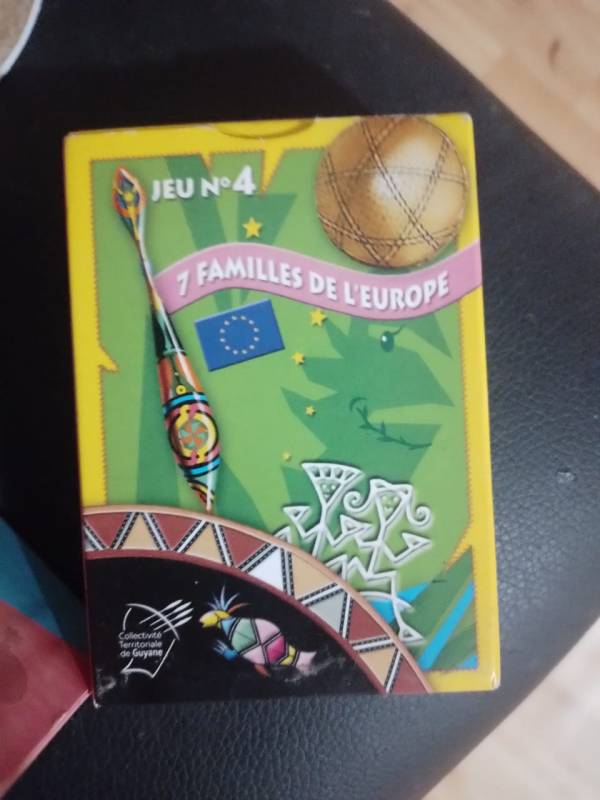 JEU N° 4
7 FAMILLES DE L'EUROPE
Collectivité
Territoriale
de Guyane